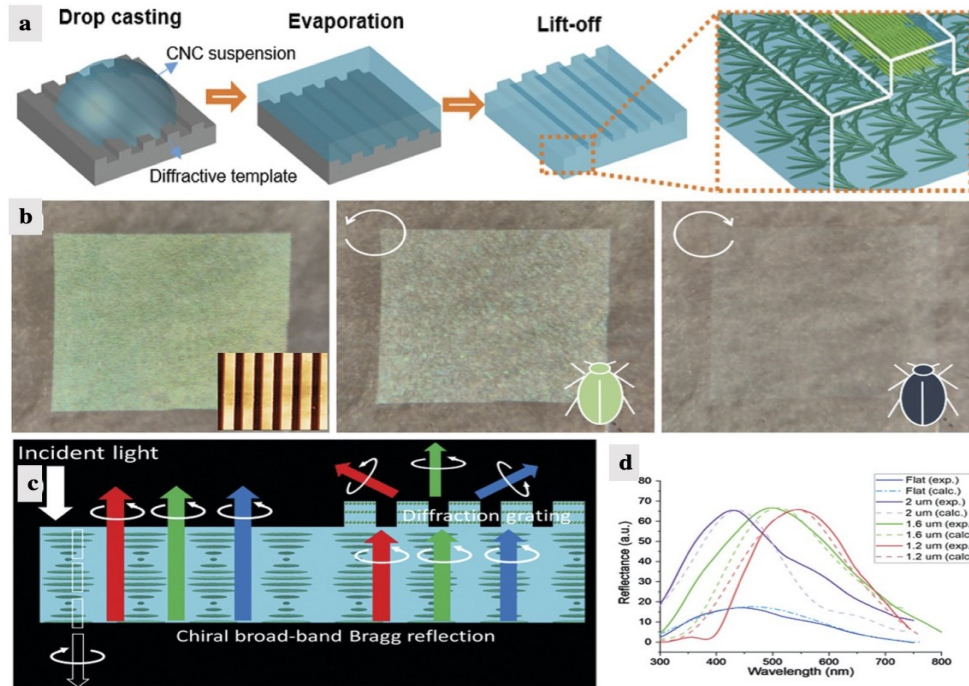 a
Drop casting
CNC suspension
Diffractive template
Evaporation
Lift-off
b
c
Incident light
Diffraction grating
Chiral broad-band Bragg reflection
d
Reflectance (a.u.)
80
70
60
50
40
30
20
10
0
300 400 500 600 700 800
Wavelength (nm)
Flat (exp.)
Flat (calc.)
2 um (exp.)
2 um (calc.)
1.6 um (exp.)
1.6 um (calc
1.2 um (exp.)
1.2 um (calc